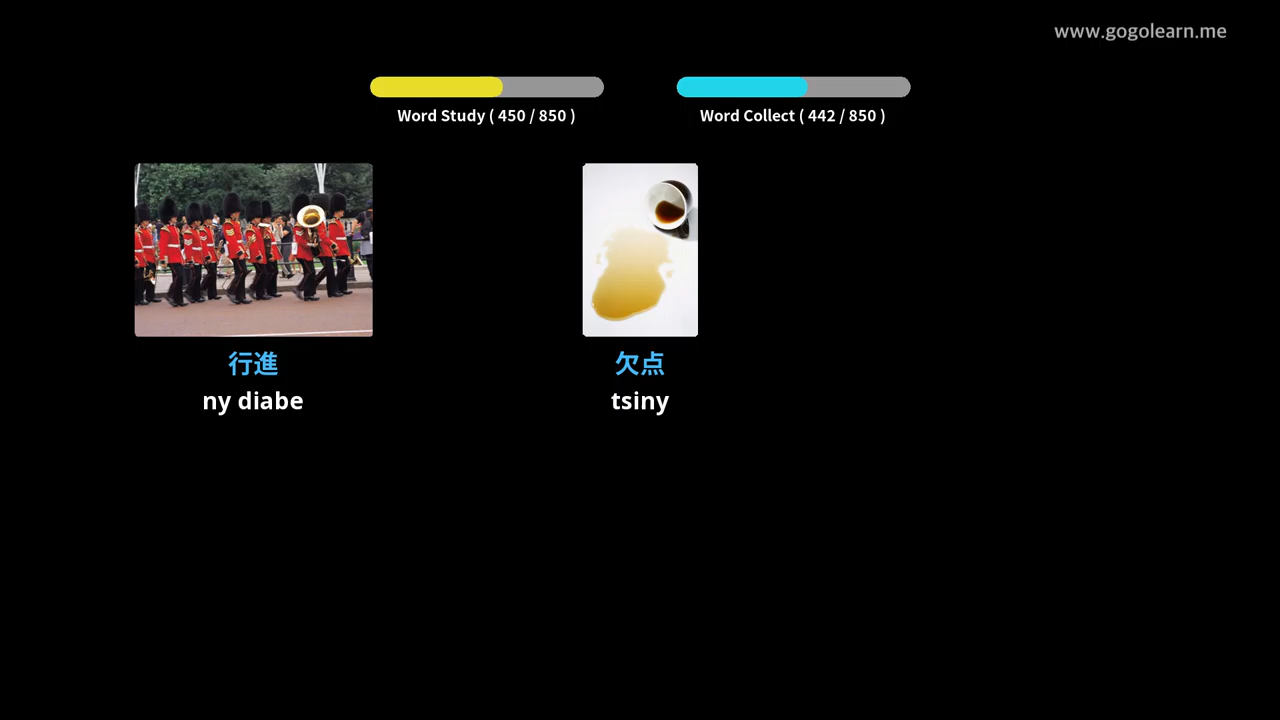 www.gogolearn.me
Word Study ( 450 / 850 )
Word Collect ( 442 / 850 )
行進
ny diabe
欠点
tsiny